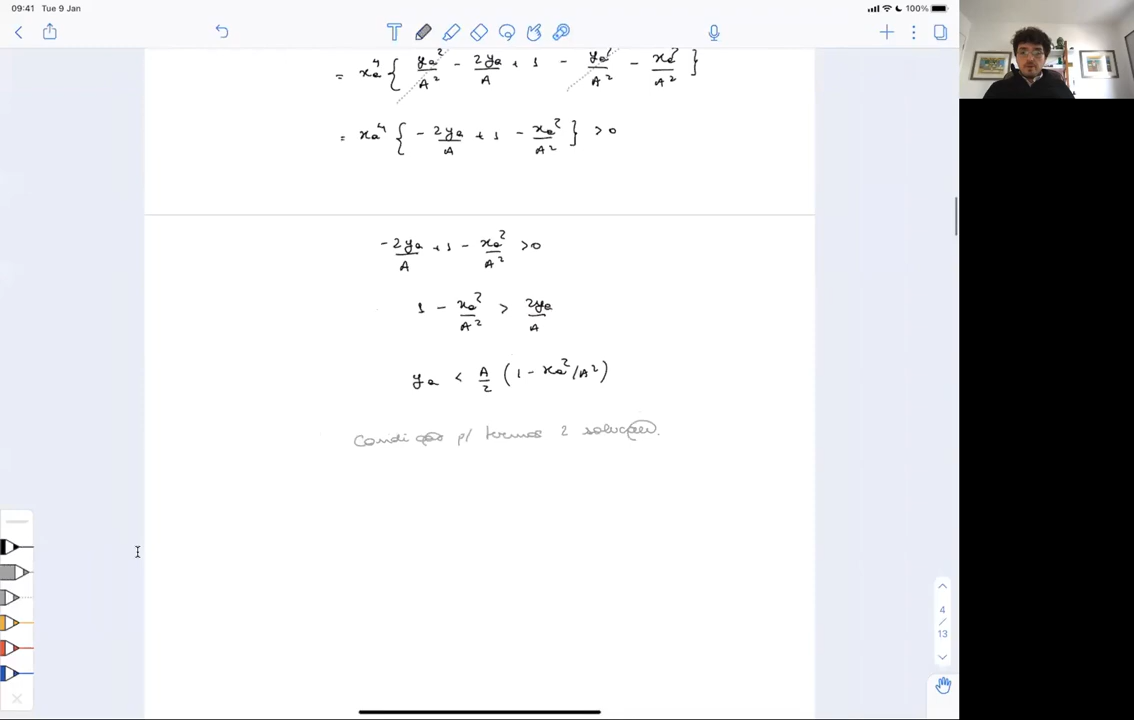 09:41 Tue 9 Jan 100%
= xₐ⁴ { yₐ²/A² - 2yₐ/A + 1 - yₐ²/A² - xₐ²/A² }
= xₐ⁴ { - 2yₐ/A + 1 - xₐ²/A² } > 0
- 2yₐ/A + 1 - xₐ²/A² > 0
1 - xₐ²/A² > 2yₐ/A
yₐ < A/2 (1 - xₐ²/A²)
Condição p/ termos 2 soluções.
4
/
13